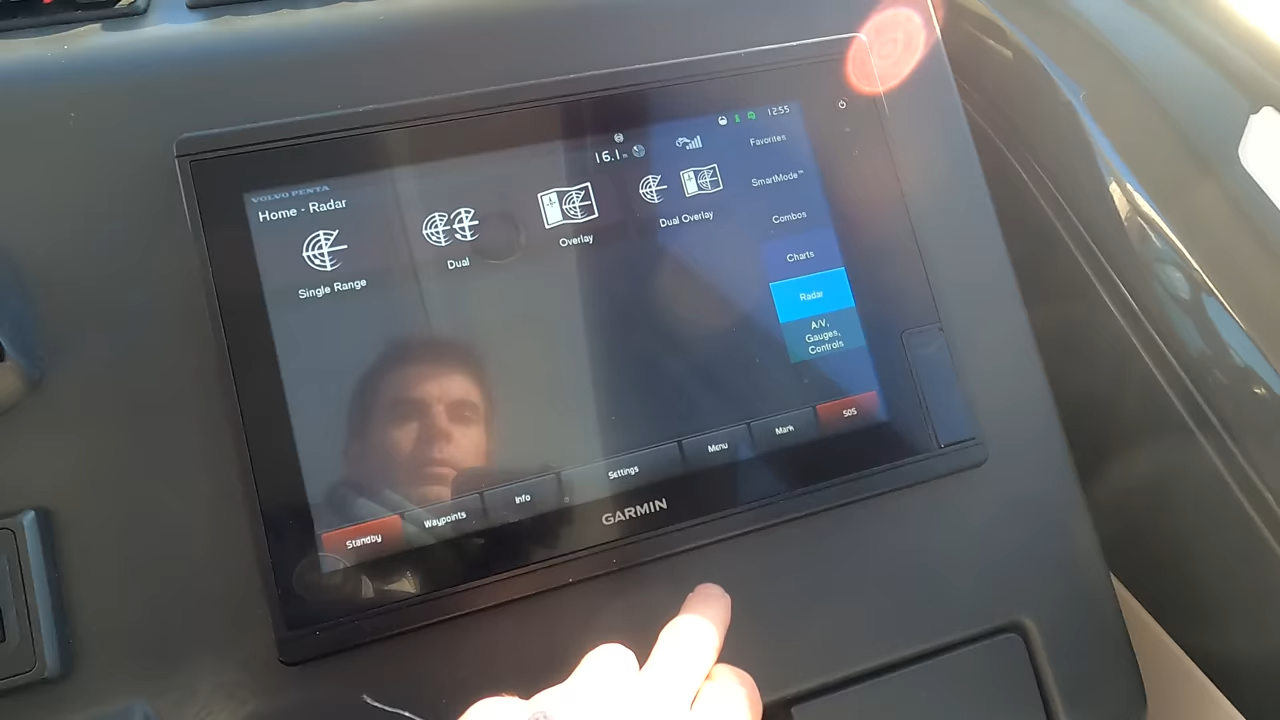 VOLVO PENTA
Home - Radar
16.1m
12:55
Single Range
Dual
Overlay
Dual Overlay
Favorites
SmartMode™
Combos
Charts
Radar
A/V,
Gauges,
Controls
Standby
Waypoints
Info
Settings
Menu
Mark
SOS
GARMIN